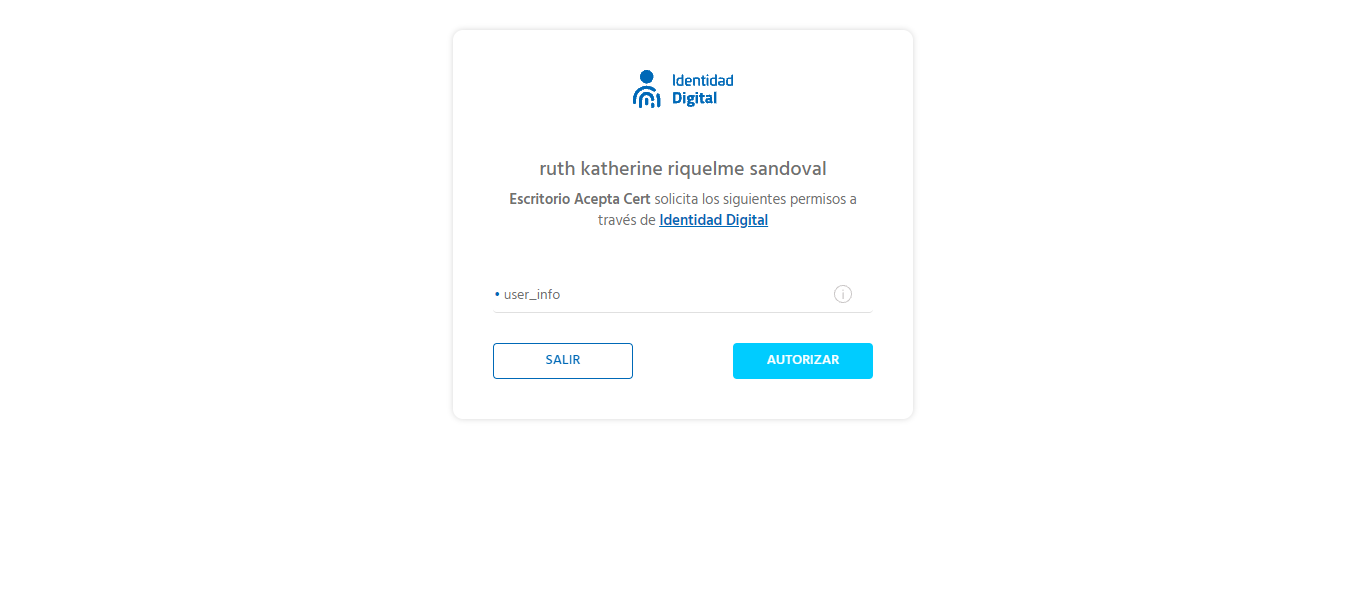 Identidad
Digital
ruth katherine riquelme sandoval
Escritorio Acepta Cert solicita los siguientes permisos a
través de Identidad Digital
• user_info
SALIR
AUTORIZAR